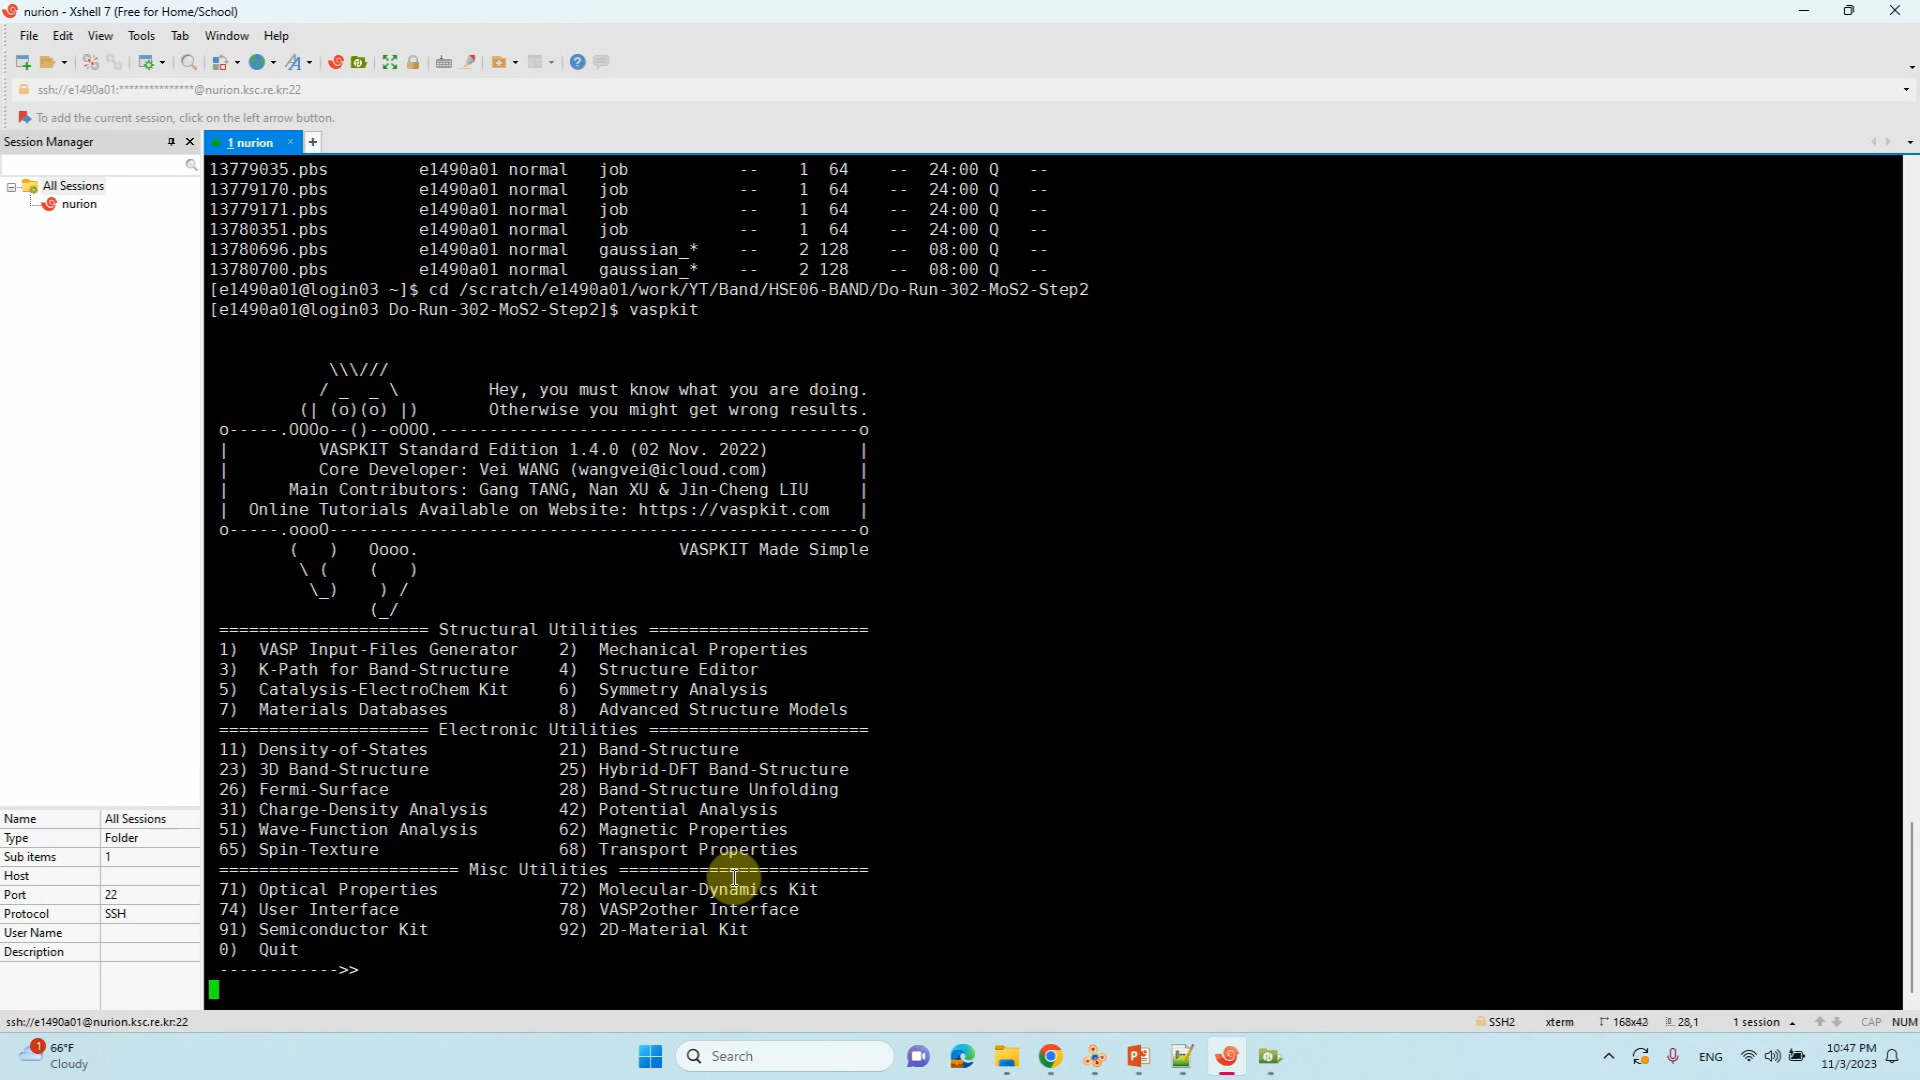 nurion - Xshell 7 (Free for Home/School)
File Edit View Tools Tab Window Help
ssh://e1490a01:***************@nurion.ksc.re.kr:22
To add the current session, click on the left arrow button.
Session Manager
1 nurion
All Sessions
nurion
13779035.pbs e1490a01 normal job -- 1 64 -- 24:00 Q --
13779170.pbs e1490a01 normal job -- 1 64 -- 24:00 Q --
13779171.pbs e1490a01 normal job -- 1 64 -- 24:00 Q --
13780351.pbs e1490a01 normal job -- 1 64 -- 24:00 Q --
13780696.pbs e1490a01 normal gaussian_* -- 2 128 -- 08:00 Q --
13780700.pbs e1490a01 normal gaussian_* -- 2 128 -- 08:00 Q --
[e1490a01@login03 ~]$ cd /scratch/e1490a01/work/YT/Band/HSE06-BAND/Do-Run-302-MoS2-Step2
[e1490a01@login03 Do-Run-302-MoS2-Step2]$ vaspkit
\\\///
/ _ _ \ Hey, you must know what you are doing.
(| (o)(o) |) Otherwise you might get wrong results.
o-----.OOOo--()--oOOO.------------------------------------------o
| VASPKIT Standard Edition 1.4.0 (02 Nov. 2022) |
| Core Developer: Vei WANG (wangvei@icloud.com) |
| Main Contributors: Gang TANG, Nan XU & Jin-Cheng LIU |
| Online Tutorials Available on Website: https://vaspkit.com |
o-----.oooO-----------------------------------------------------o
( ) Oooo. VASPKIT Made Simple
\ ( ( )
\_) ) /
(_/
===================== Structural Utilities ======================
1) VASP Input-Files Generator 2) Mechanical Properties
3) K-Path for Band-Structure 4) Structure Editor
5) Catalysis-ElectroChem Kit 6) Symmetry Analysis
7) Materials Databases 8) Advanced Structure Models
===================== Electronic Utilities ======================
11) Density-of-States 21) Band-Structure
23) 3D Band-Structure 25) Hybrid-DFT Band-Structure
26) Fermi-Surface 28) Band-Structure Unfolding
31) Charge-Density Analysis 42) Potential Analysis
51) Wave-Function Analysis 62) Magnetic Properties
65) Spin-Texture 68) Transport Properties
======================== Misc Utilities =========================
71) Optical Properties 72) Molecular-Dynamics Kit
74) User Interface 78) VASP2other Interface
91) Semiconductor Kit 92) 2D-Material Kit
0) Quit
------------>>
Name All Sessions
Type Folder
Sub items 1
Host
Port 22
Protocol SSH
User Name
Description
ssh://e1490a01@nurion.ksc.re.kr:22 SSH2 xterm 168x42 28,1 1 session CAP NUM
1 66°F
Cloudy
Search
ENG
10:47 PM
11/3/2023